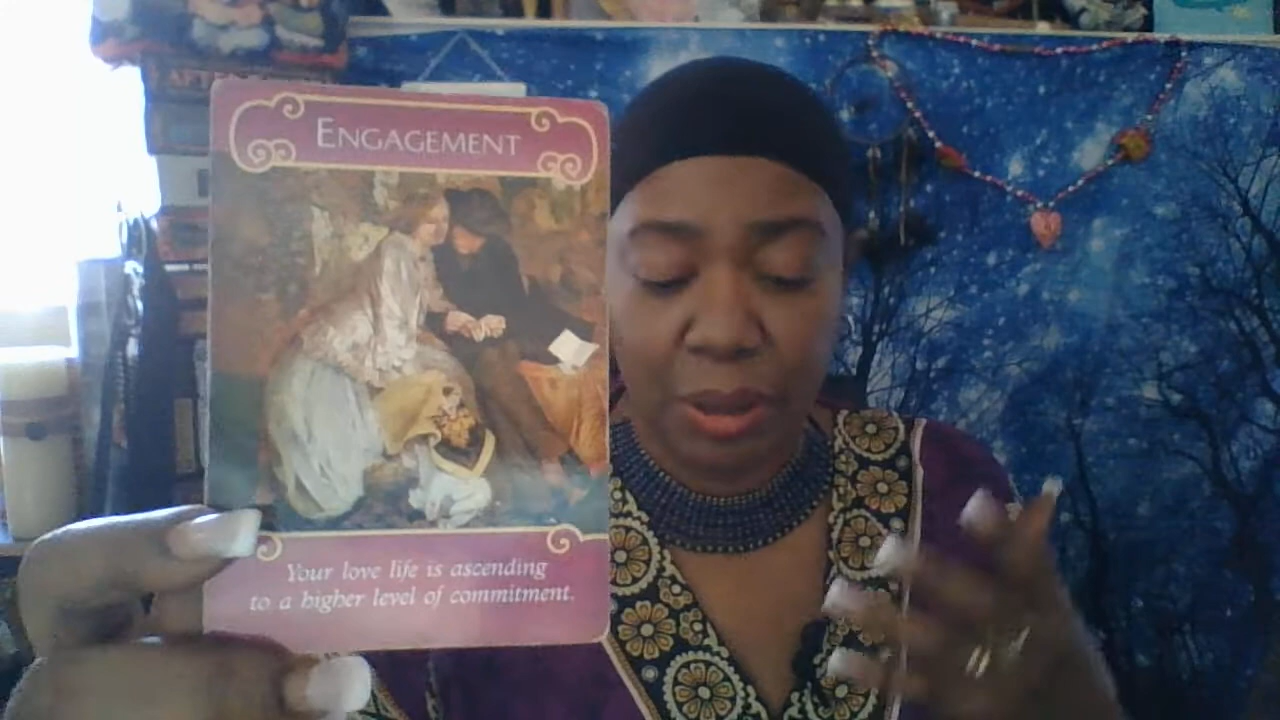 ENGAGEMENT
Your love life is ascending
to a higher level of commitment.